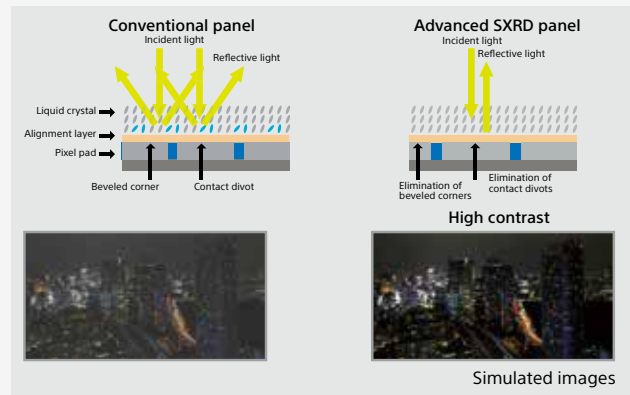 Conventional panel
Incident light
Reflective light
Liquid crystal
Alignment layer
Pixel pad
Beveled corner
Contact divot
Advanced SXRD panel
Incident light
Reflective light
Elimination of
beveled corners
Elimination of
contact divots
High contrast
Simulated images